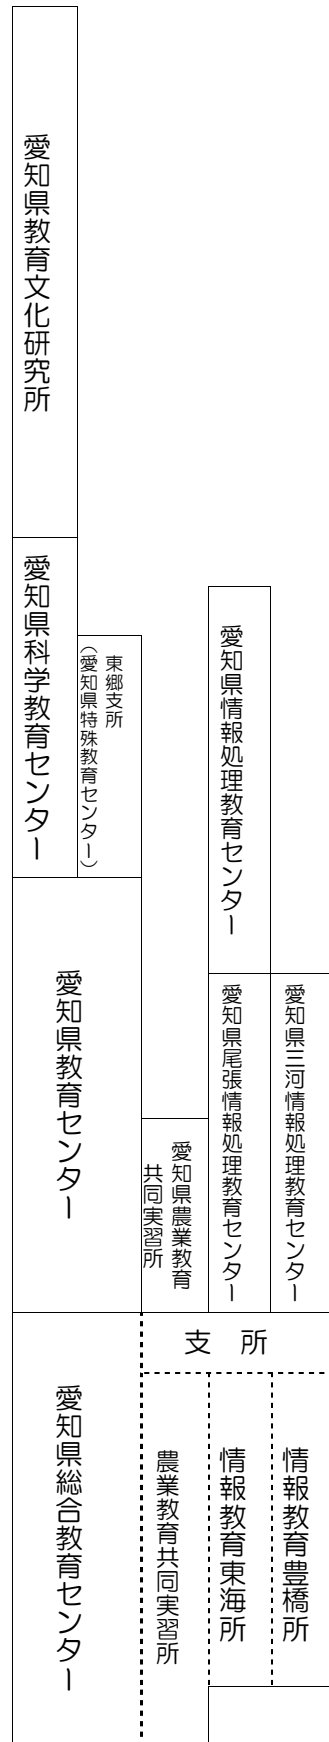 愛知県教育文化研究所
愛知県科学教育センター
東郷支所
（愛知県特殊教育センター）
愛知県情報処理教育センター
愛知県教育センター
愛知県農業教育
共同実習所
愛知県尾張情報処理教育センター
愛知県三河情報処理教育センター
愛知県総合教育センター
支 所
農業教育共同実習所
情報教育東海所
情報教育豊橋所